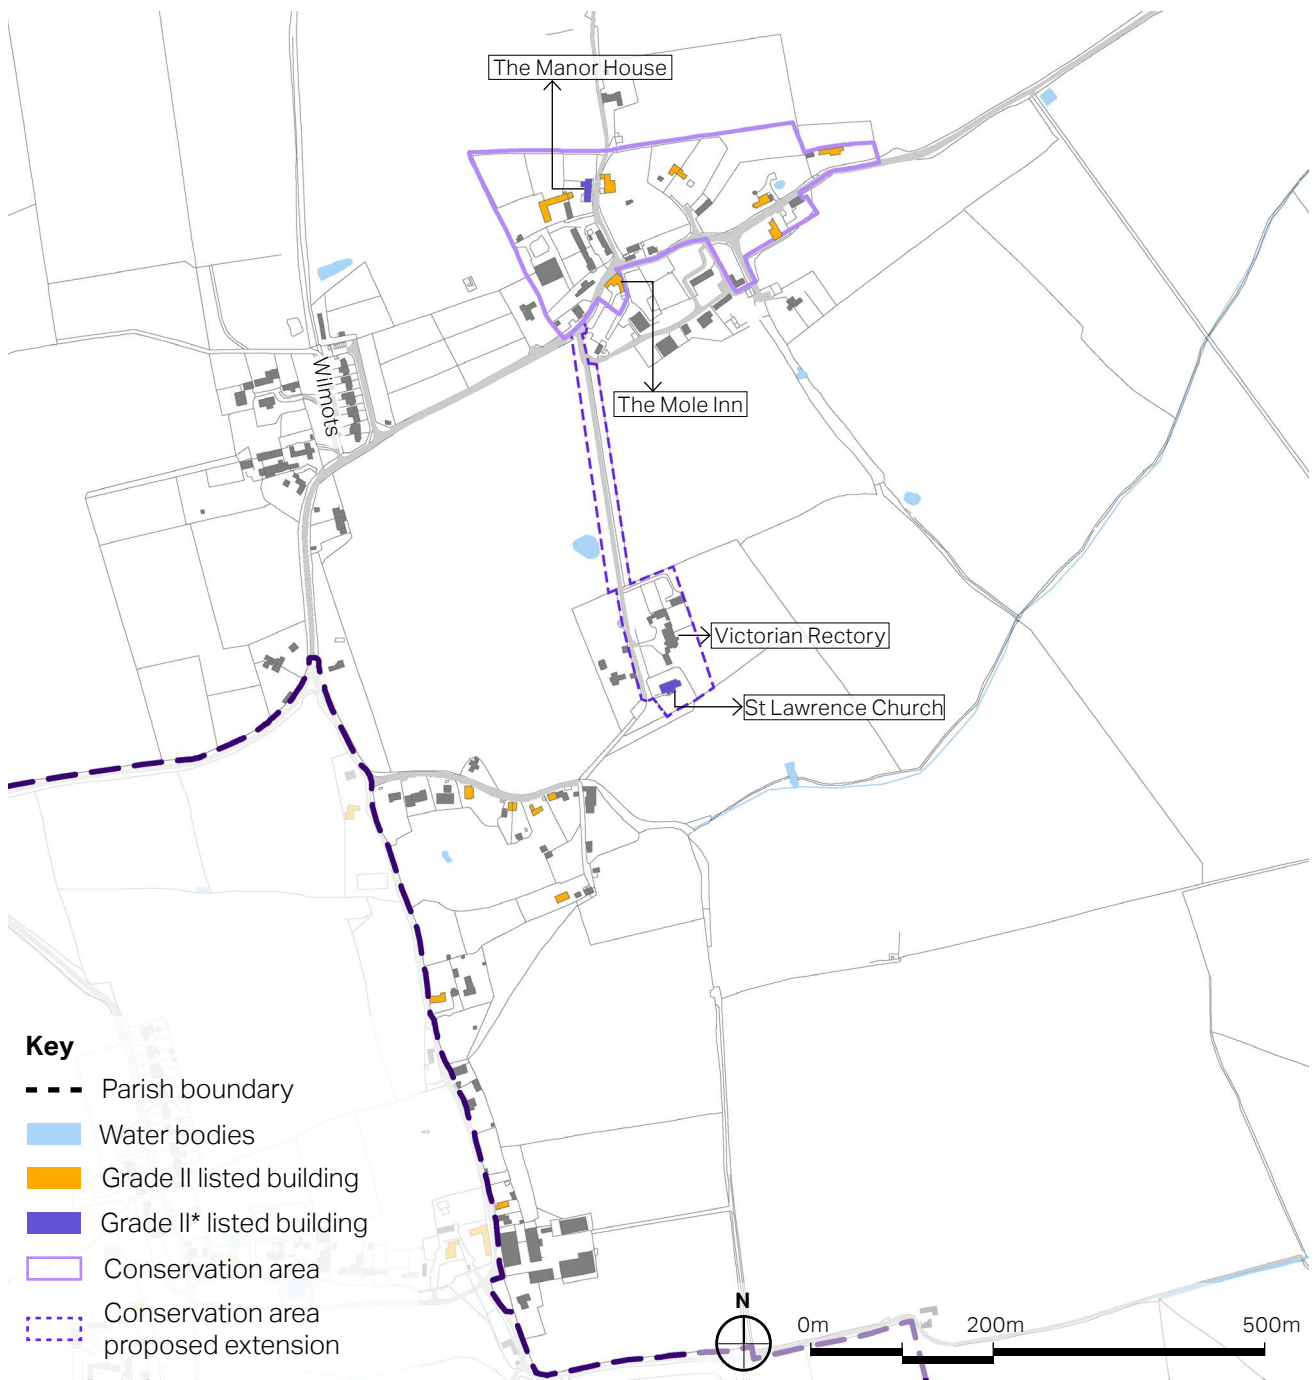 The Manor House
The Mole Inn
Wilmots
Victorian Rectory
St Lawrence Church
Key
Parish boundary
Water bodies
Grade II listed building
Grade II* listed building
Conservation area
Conservation area
proposed extension
N
0m
200m
500m